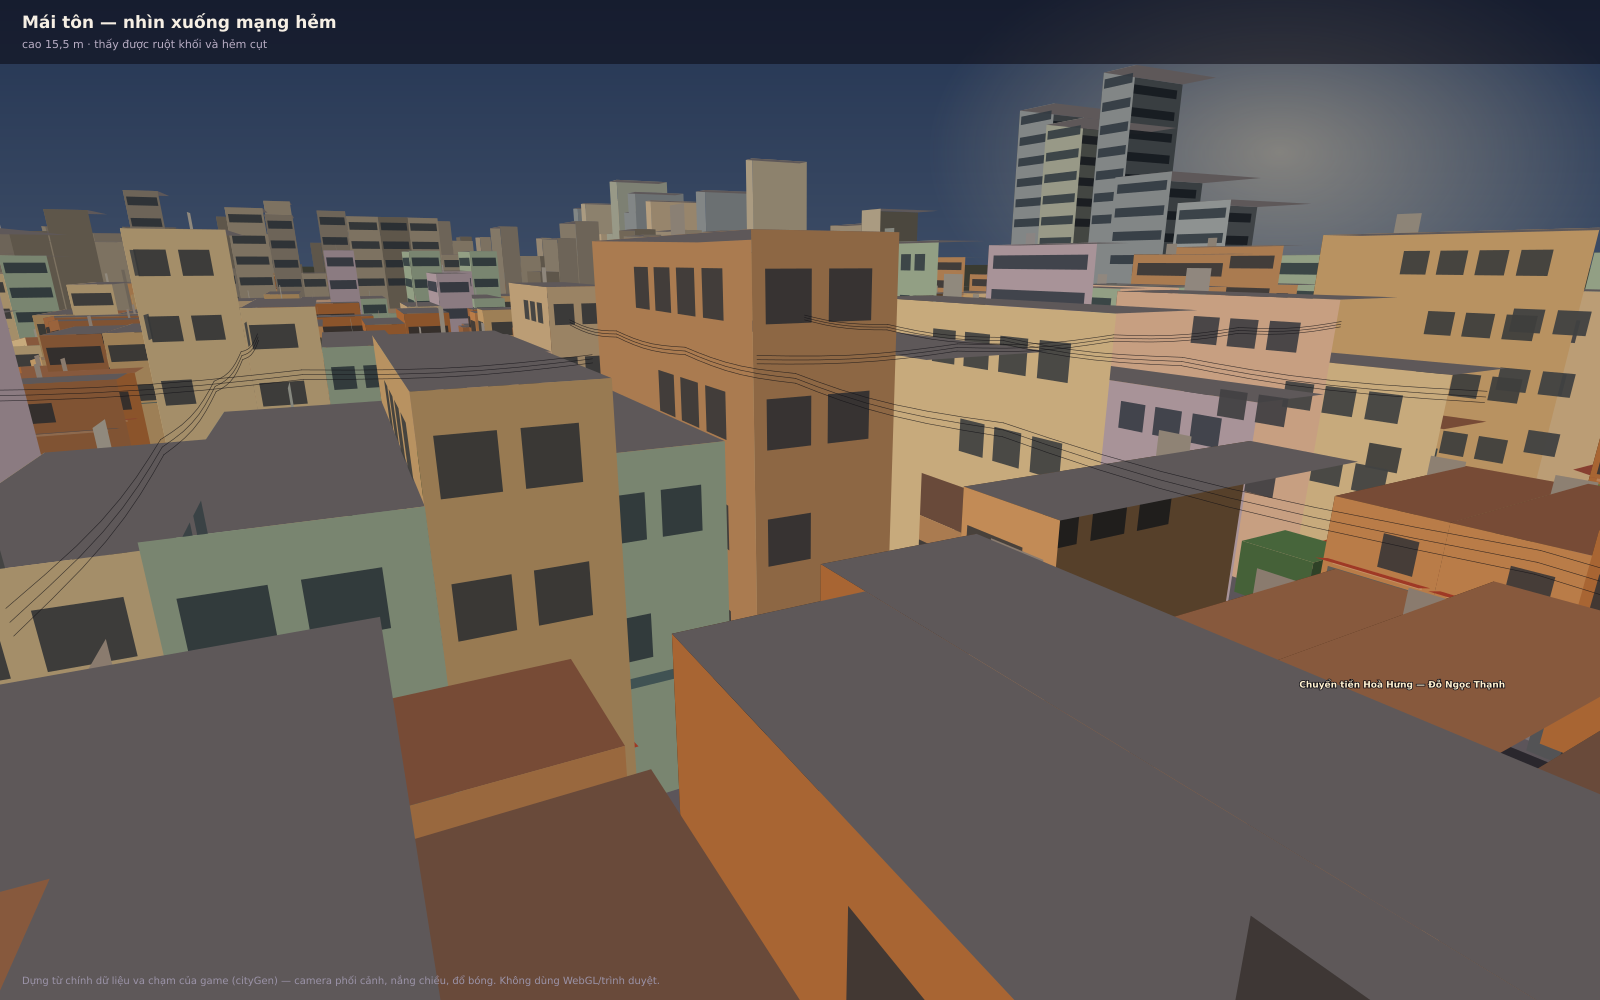 Mái tôn — nhìn xuống mạng hẻm
cao 15,5 m · thấy được ruột khối và hẻm cụt
Chuyển tiền Hoà Hưng — Đỗ Ngọc Thạnh
Dựng từ chính dữ liệu va chạm của game (cityGen) — camera phối cảnh, nắng chiều, đổ bóng. Không dùng WebGL/trình duyệt.